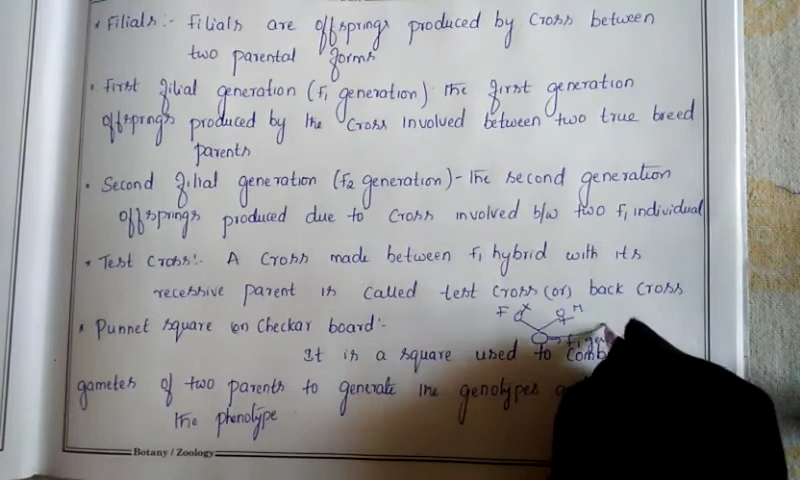 * Filials :- filials are offsprings produced by cross between
two parental forms
• First filial generation (F1 generation) The first generation
offsprings produced by the cross involved between two true breed
parents
• Second filial generation (F2 generation) - The second generation
offsprings produced due to cross involved b/w two F1 individual
* Test Cross:- A cross made between F1 hybrid with its
recessive parent is called test cross (or) back cross
F ♂ x ♀ M
• Punnet square on Checkar board:-
F1
It is a square used to
gametes of two parents to generate the genotypes
the phenotype
Botany / Zoology